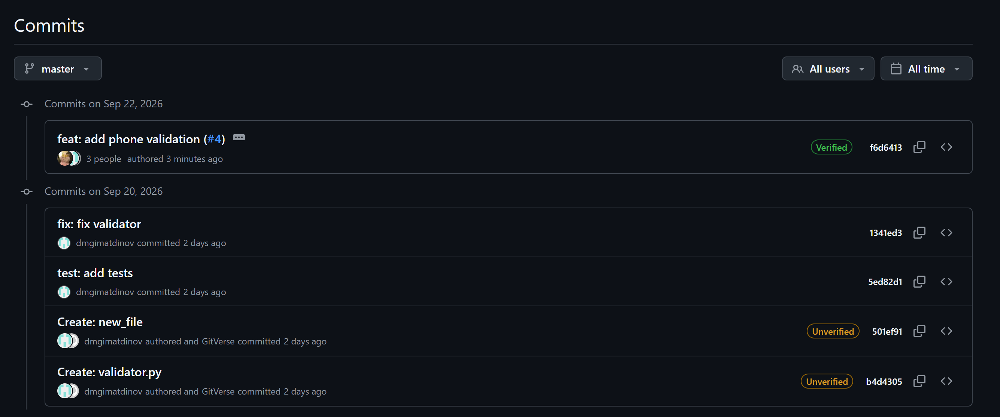 Commits
master
All users
All time
Commits on Sep 22, 2026
feat: add phone validation (#4)
3 people authored 3 minutes ago
Verified
f6d6413
Commits on Sep 20, 2026
fix: fix validator
dmgimatdinov committed 2 days ago
1341ed3
test: add tests
dmgimatdinov committed 2 days ago
5ed82d1
Create: new_file
dmgimatdinov authored and GitVerse committed 2 days ago
Unverified
501ef91
Create: validator.py
dmgimatdinov authored and GitVerse committed 2 days ago
Unverified
b4d4305